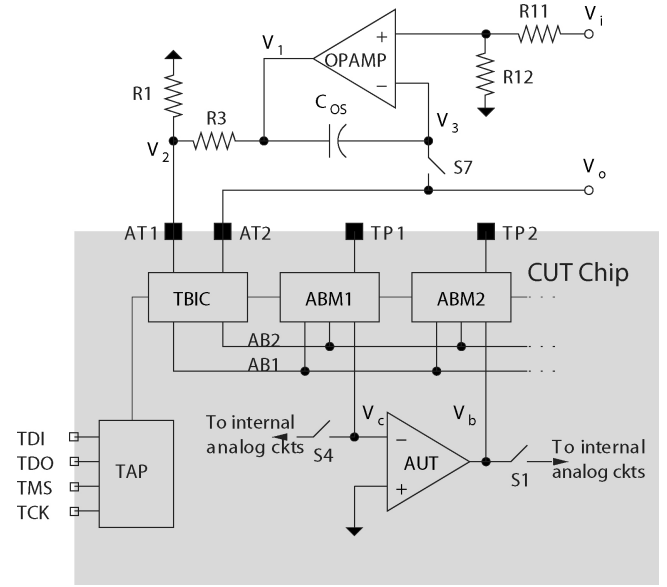 R11
Vi
V1
+
OPAMP
−
R12
R1
COS
R3
V3
V2
S7
Vo
AT1
AT2
TP1
TP2
CUT Chip
TBIC
ABM1
ABM2
AB2
AB1
To internal
analog ckts
Vc
Vb
S4
−
AUT
+
S1
To internal
analog ckts
TDI
TDO
TMS
TCK
TAP